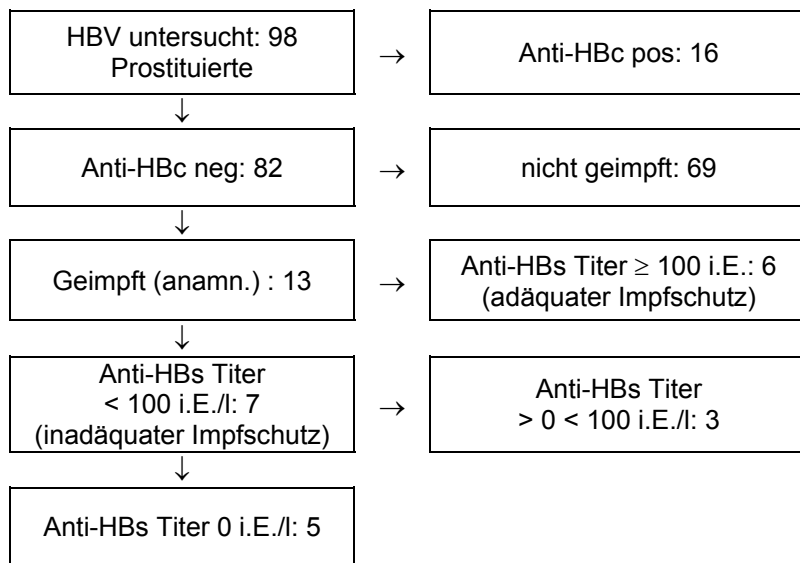 HBV untersucht: 98
Prostituierte
→
Anti-HBc pos: 16
↓
Anti-HBc neg: 82
→
nicht geimpft: 69
↓
Geimpft (anamn.) : 13
→
Anti-HBs Titer ≥ 100 i.E.: 6
(adäquater Impfschutz)
↓
Anti-HBs Titer
< 100 i.E./l: 7
(inadäquater Impfschutz)
→
Anti-HBs Titer
> 0 < 100 i.E./l: 3
↓
Anti-HBs Titer 0 i.E./l: 5